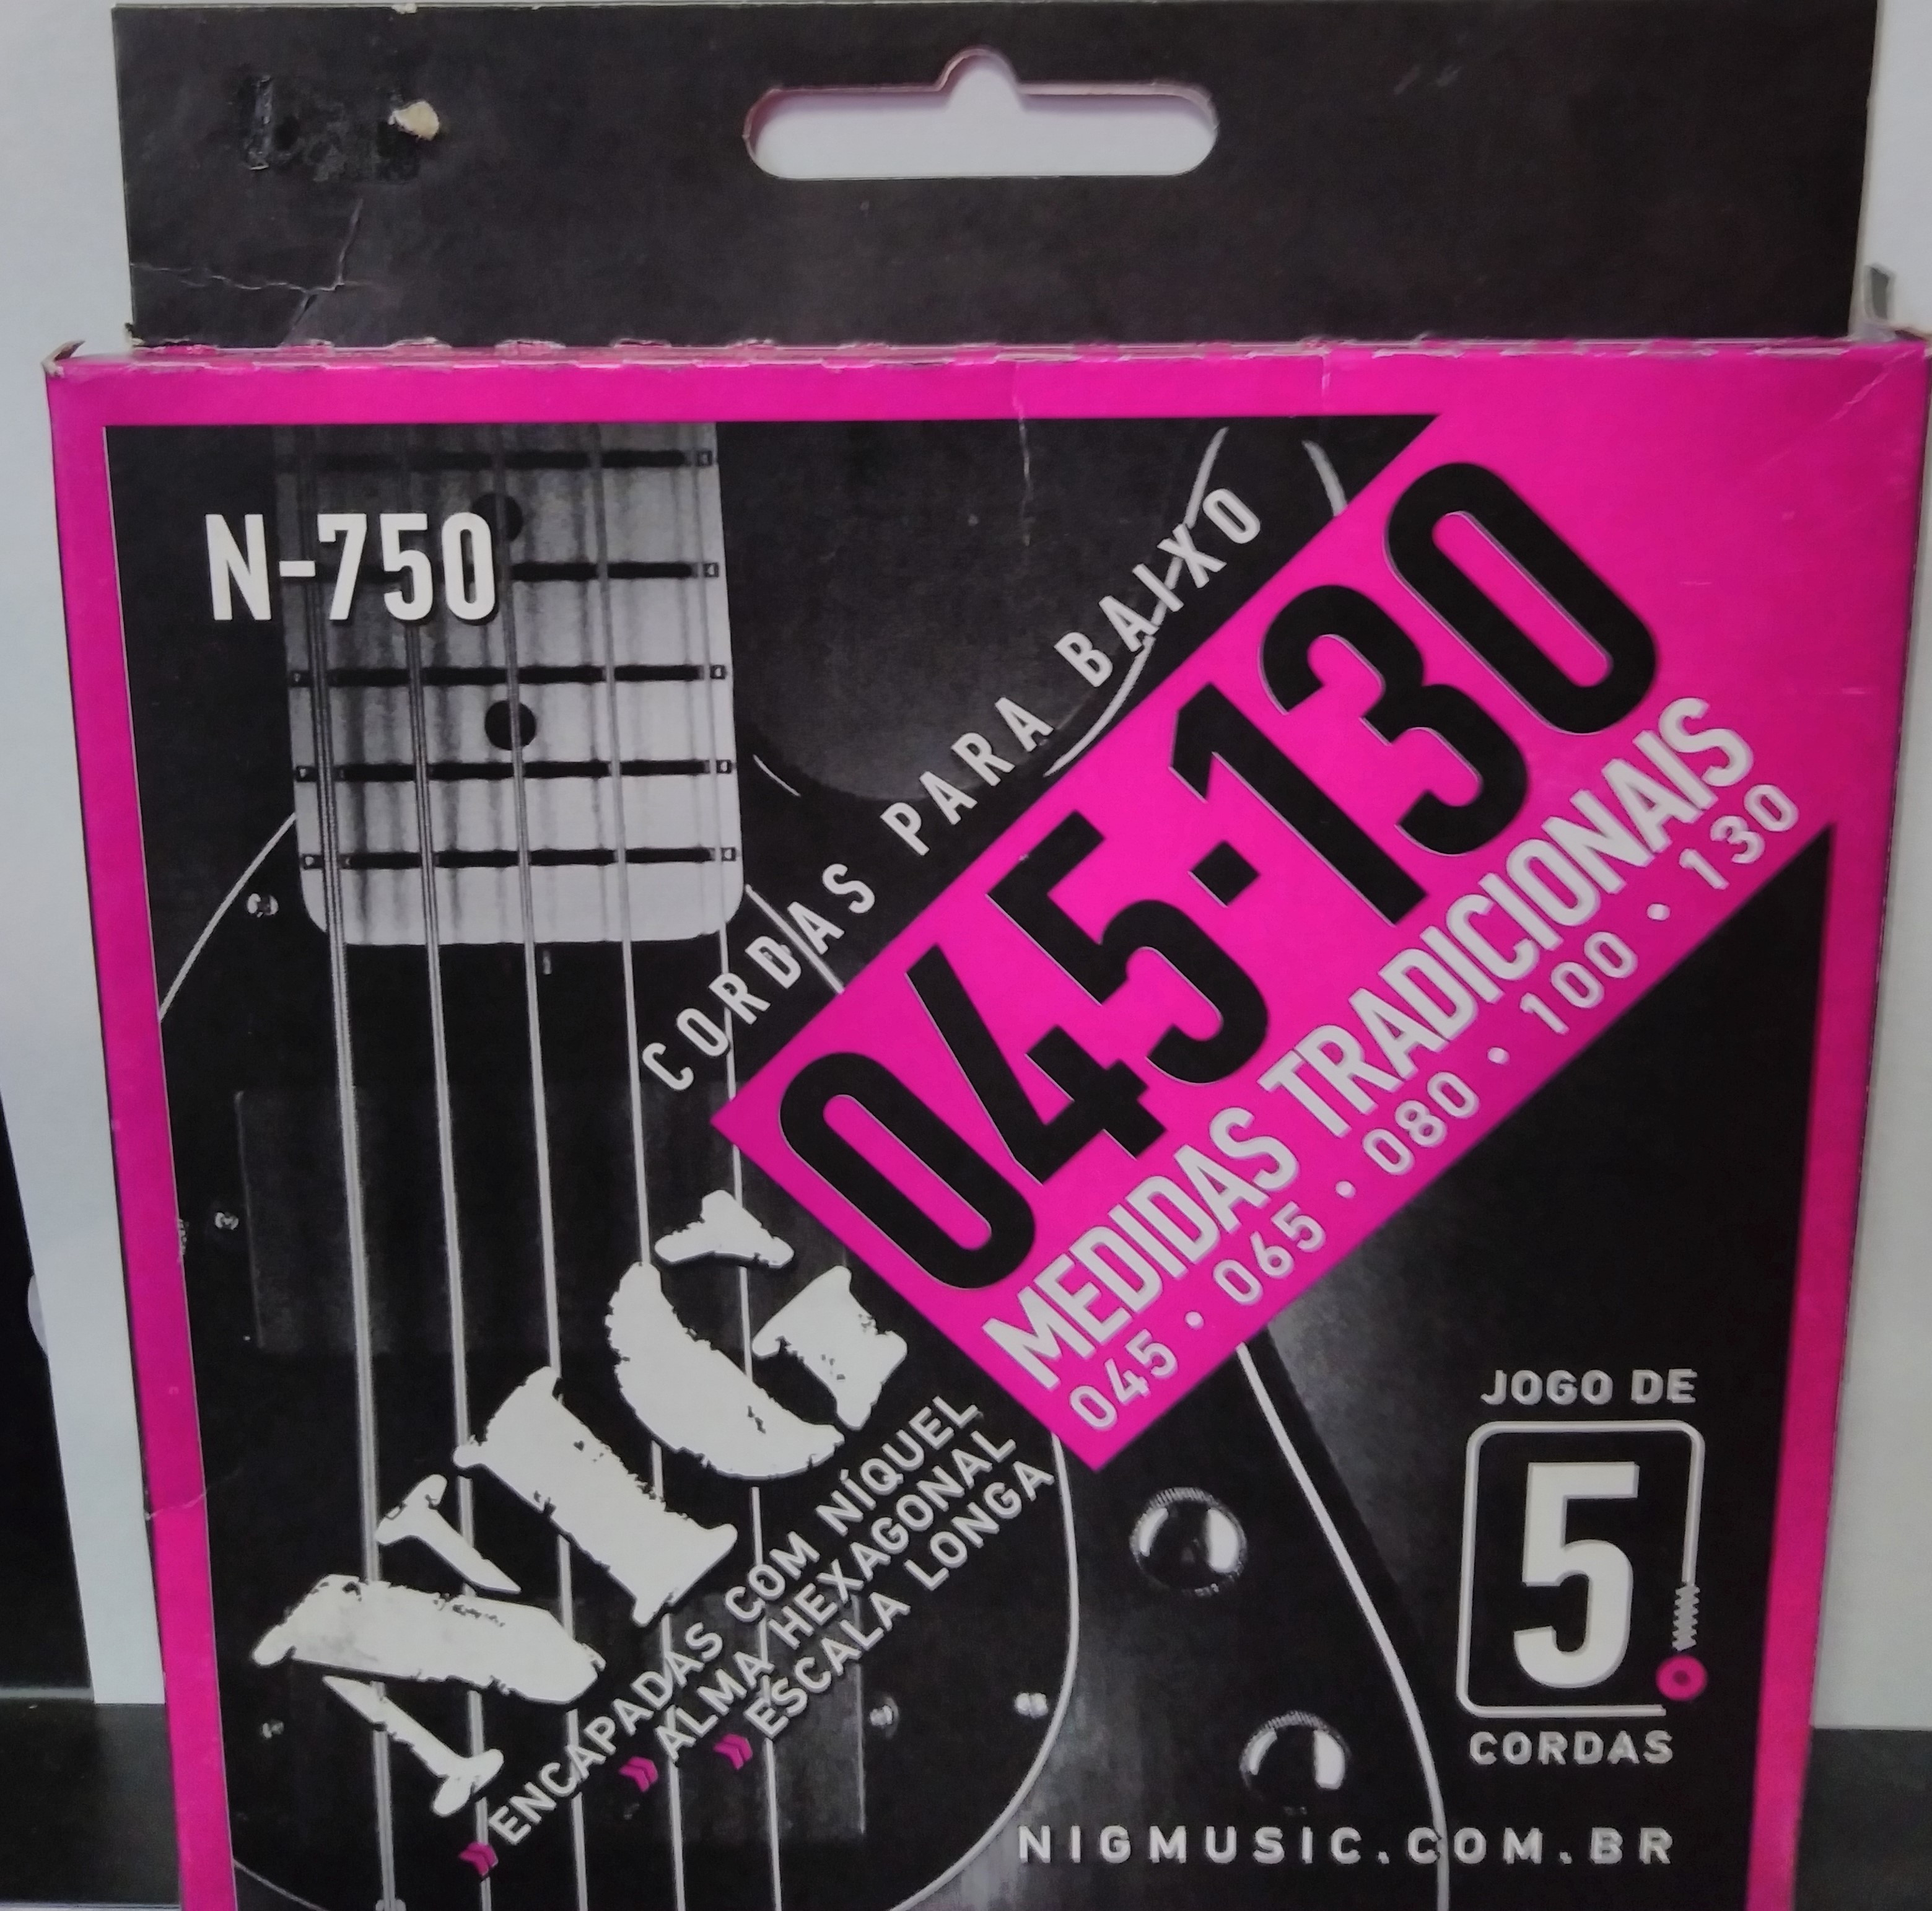 N-750
CORDAS PARA BAIXO
045·130
MEDIDAS TRADICIONAIS
045 · 065 · 080 · 100 · 130
NIG
ENCAPADAS COM NÍQUEL
ALMA HEXAGONAL
ESCALA LONGA
JOGO DE
5
CORDAS
NIGMUSIC.COM.BR